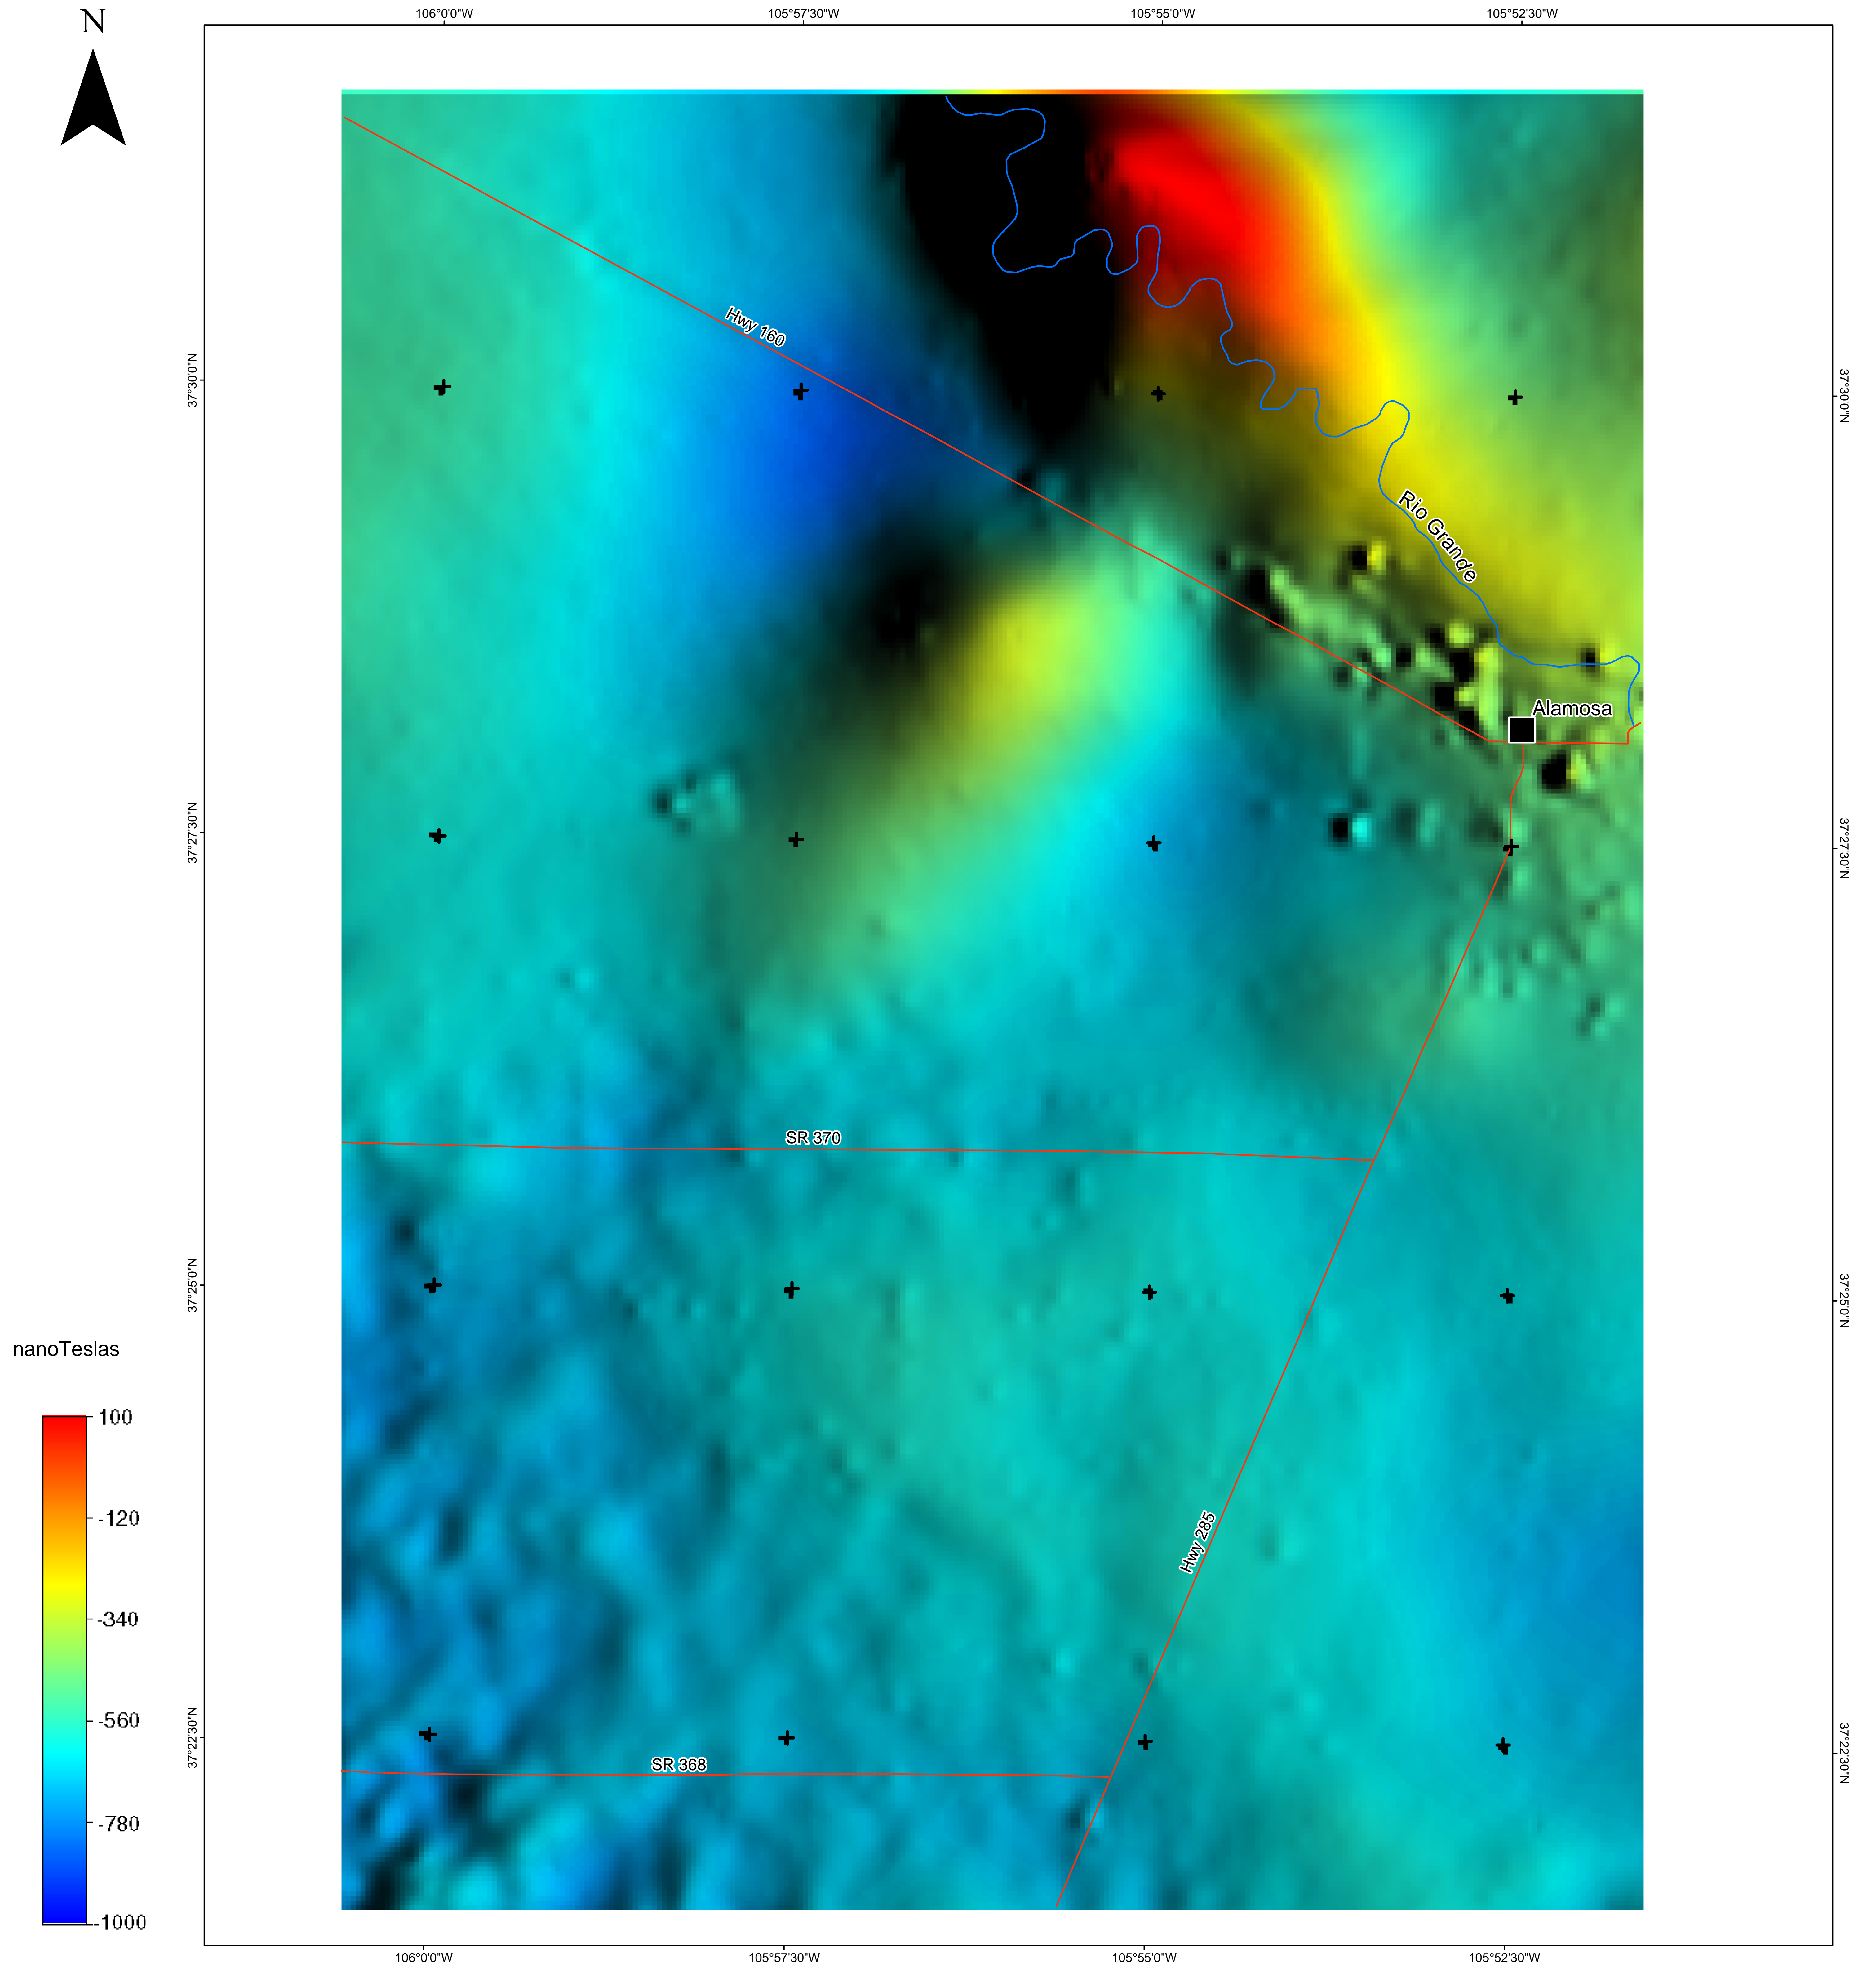 N
106°0'0"W
105°57'30"W
105°55'0"W
105°52'30"W
Hwy 160
37°30'0"N
37°30'0"N
Rio Grande
Alamosa
37°27'30"N
37°27'30"N
SR 370
37°25'0"N
37°25'0"N
nanoTeslas
100
-120
-340
-560
-780
-1000
Hwy 285
37°22'30"N
37°22'30"N
SR 368
106°0'0"W
105°57'30"W
105°55'0"W
105°52'30"W